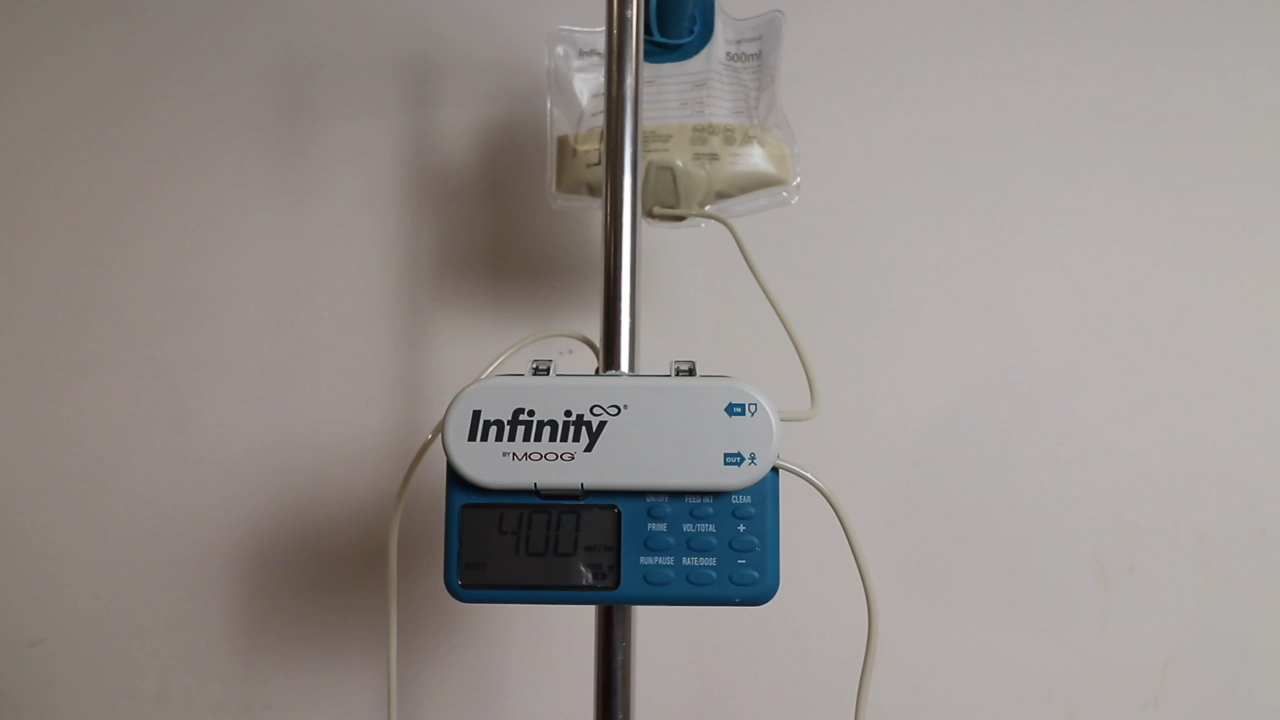 500ml
Infinity®
BY MOOG®
IN
OUT
ON/OFF FEED INT CLEAR
PRIME VOL/TOTAL +
RUN/PAUSE RATE/DOSE −
400